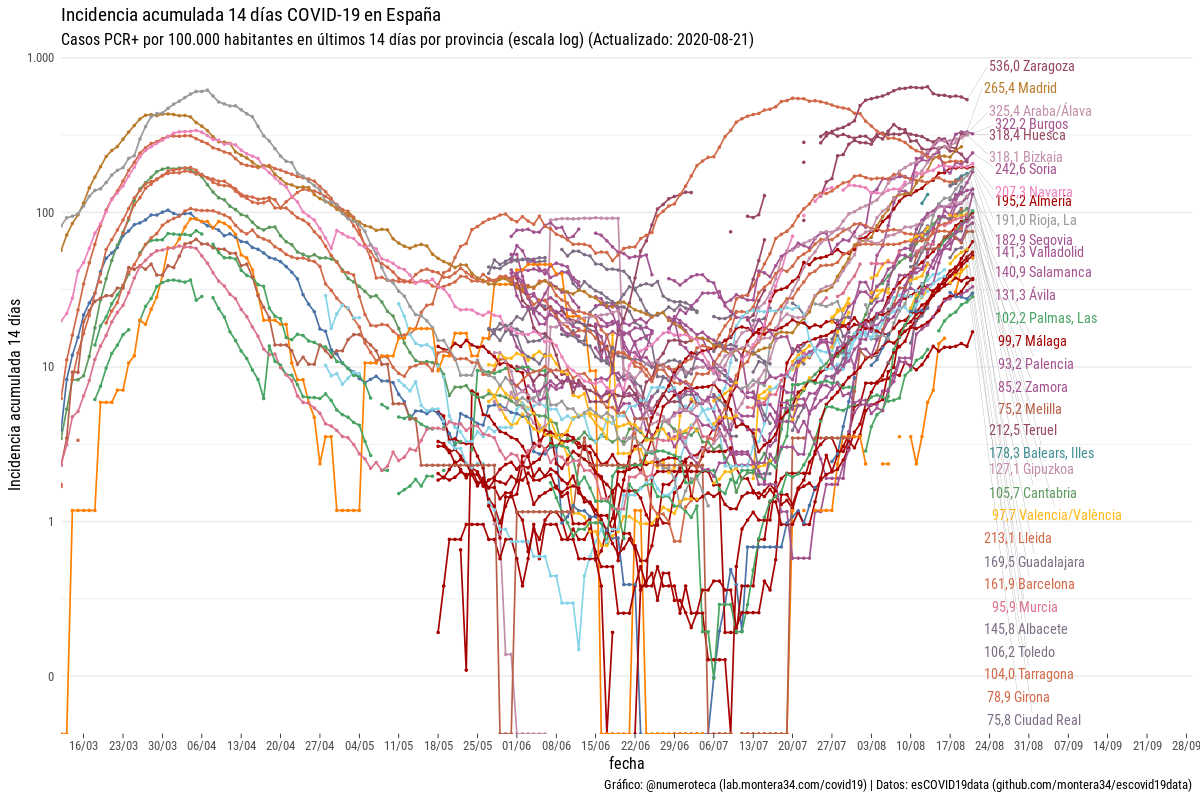 Incidencia acumulada 14 días COVID-19 en España
Casos PCR+ por 100.000 habitantes en últimos 14 días por provincia (escala log) (Actualizado: 2020-08-21)
Incidencia acumulada 14 días
1.000
100
10
1
0
536,0 Zaragoza
265,4 Madrid
325,4 Araba/Álava
322,2 Burgos
318,4 Huesca
318,1 Bizkaia
242,6 Soria
207,3 Navarra
195,2 Almería
191,0 Rioja, La
182,9 Segovia
141,3 Valladolid
140,9 Salamanca
131,3 Ávila
102,2 Palmas, Las
99,7 Málaga
93,2 Palencia
85,2 Zamora
75,2 Melilla
212,5 Teruel
178,3 Balears, Illes
127,1 Gipuzkoa
105,7 Cantabria
97,7 Valencia/València
213,1 Lleida
169,5 Guadalajara
161,9 Barcelona
95,9 Murcia
145,8 Albacete
106,2 Toledo
104,0 Tarragona
78,9 Girona
75,8 Ciudad Real
16/03 23/03 30/03 06/04 13/04 20/04 27/04 04/05 11/05 18/05 25/05 01/06 08/06 15/06 22/06 29/06 06/07 13/07 20/07 27/07 03/08 10/08 17/08 24/08 31/08 07/09 14/09 21/09 28/09
fecha
Gráfico: @numeroteca (lab.montera34.com/covid19) | Datos: esCOVID19data (github.com/montera34/escovid19data)